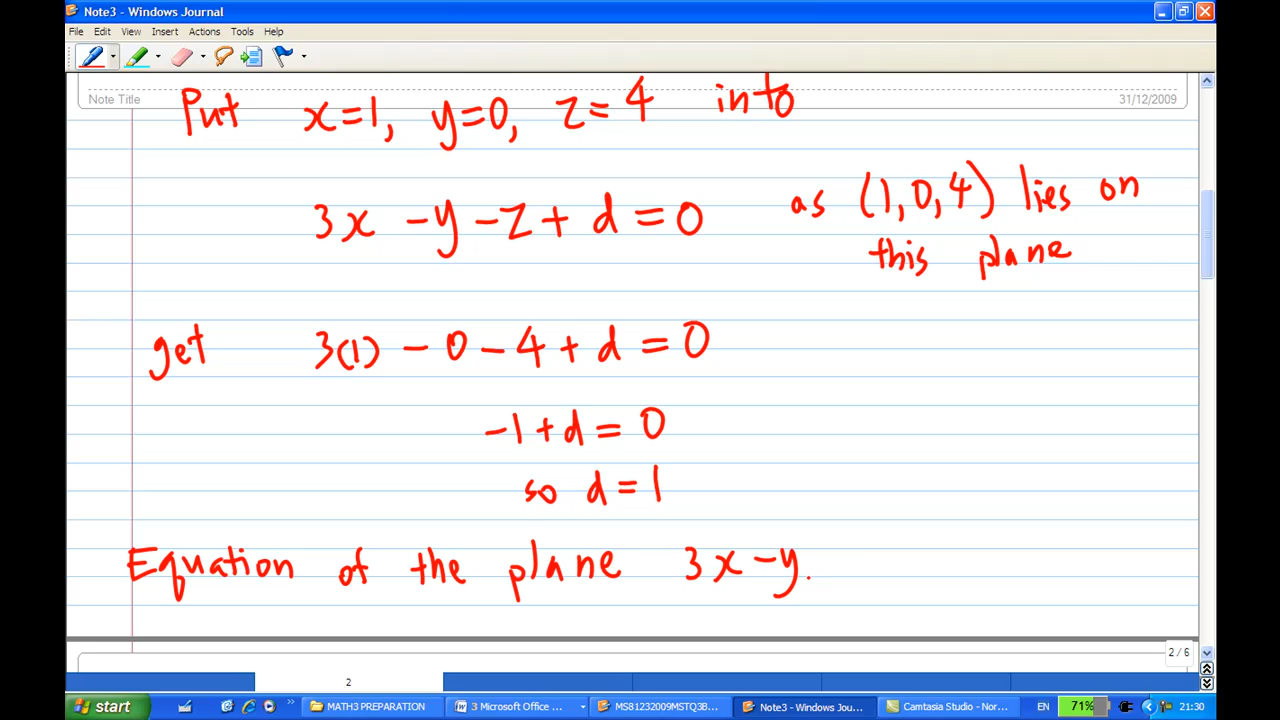 Note3 - Windows Journal
File Edit View Insert Actions Tools Help
Note Title
31/12/2009
Put x=1, y=0, z=4 into
3x -y -z + d = 0 as (1,0,4) lies on
this plane
get 3(1) - 0 - 4 + d = 0
-1 + d = 0
so d = 1
Equation of the plane 3x -y
2 / 6
2
start MATH3 PREPARATION 3 Microsoft Office ... MS81232009MSTQ3B... Note3 - Windows Jou... Camtasia Studio - Nor... EN 71% 21:30